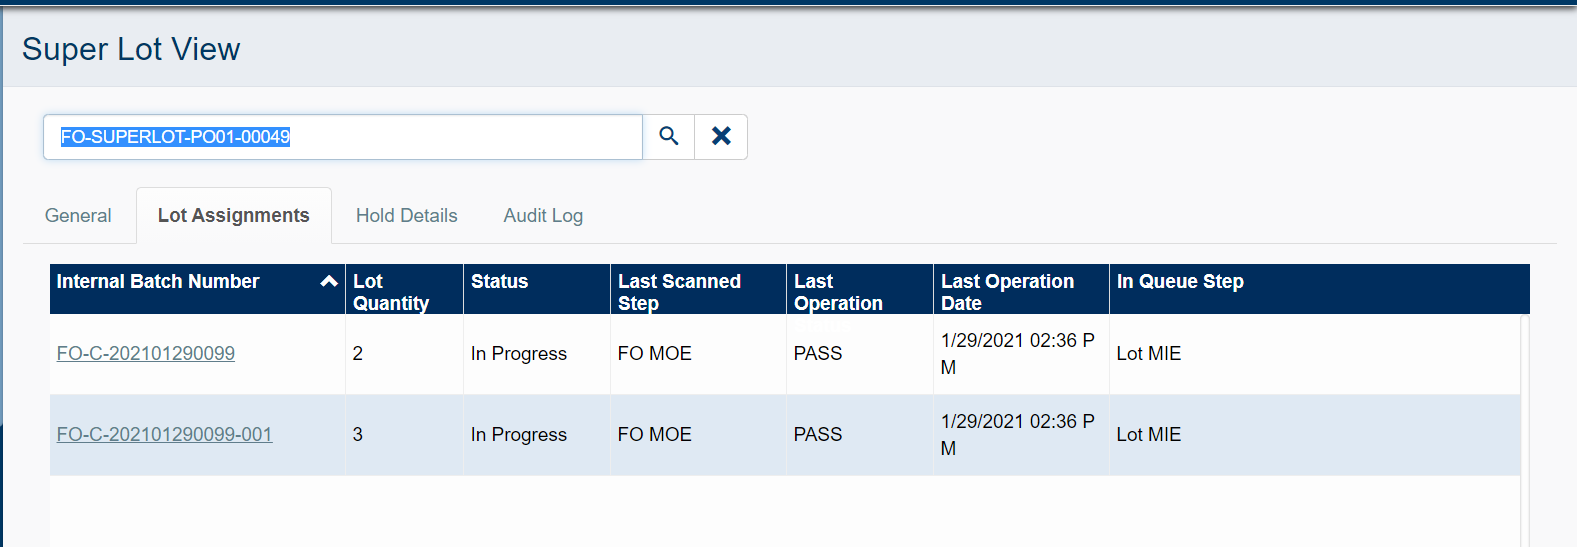 Super Lot View
FO-SUPERLOT-PO01-00049
General Lot Assignments Hold Details Audit Log
Internal Batch Number Lot Quantity Status Last Scanned Step Last Operation Last Operation Date In Queue Step
FO-C-202101290099 2 In Progress FO MOE PASS 1/29/2021 02:36 PM Lot MIE
FO-C-202101290099-001 3 In Progress FO MOE PASS 1/29/2021 02:36 PM Lot MIE